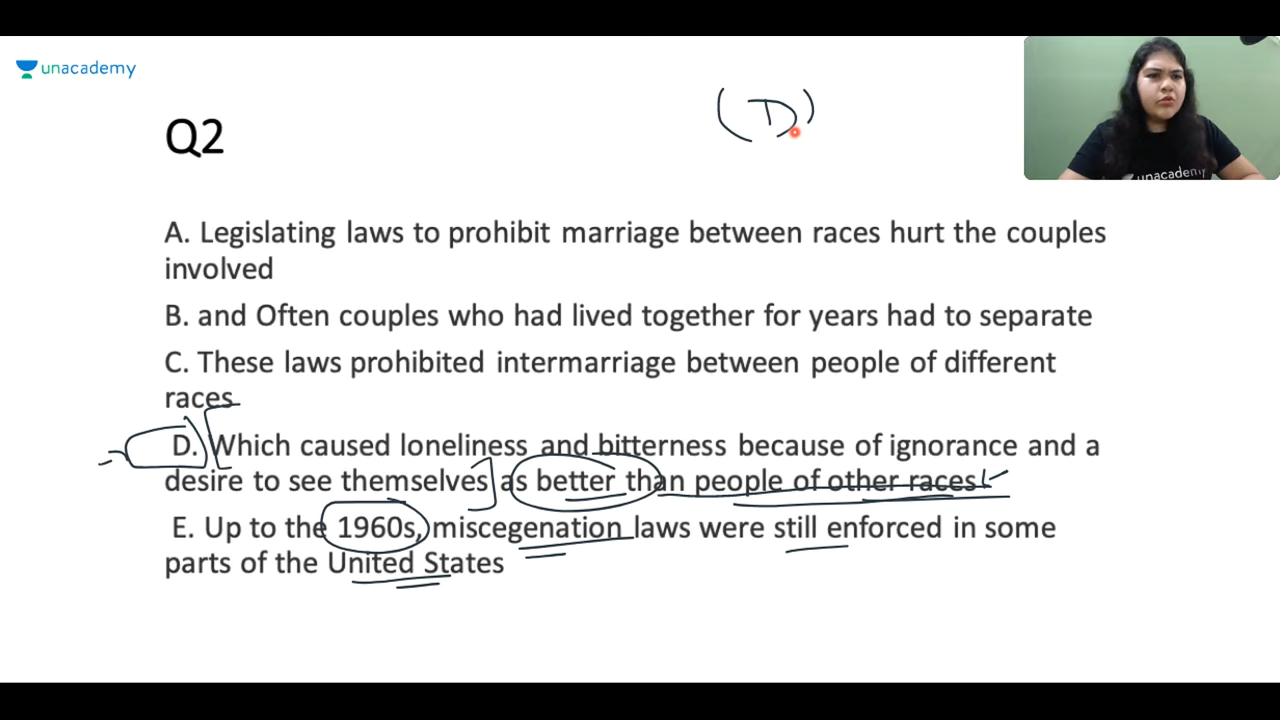 unacademy
(D)
Q2
unacademy
A. Legislating laws to prohibit marriage between races hurt the couples
involved
B. and Often couples who had lived together for years had to separate
C. These laws prohibited intermarriage between people of different
races
D. Which caused loneliness and bitterness because of ignorance and a
desire to see themselves as better than people of other races
E. Up to the 1960s, miscegenation laws were still enforced in some
parts of the United States